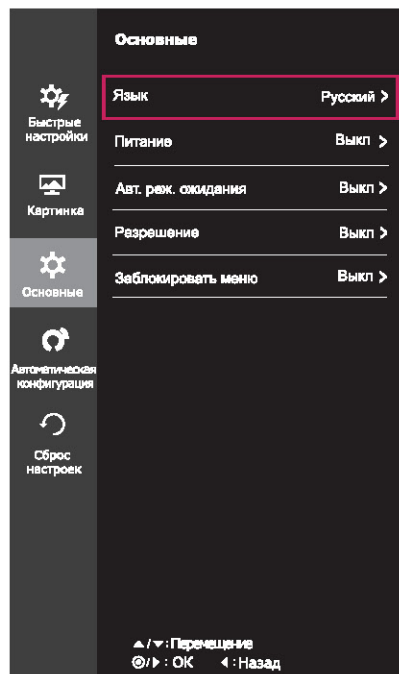 Основные
Быстрые
настройки
Картинка
Основные
Автоматическая
конфигурация
Сброс
настроек
Язык Русский >
Питание Выкл >
Авт. реж. ожидания Выкл >
Разрешение Выкл >
Заблокировать меню Выкл >
▲/▼: Перемещение
◎/▶: OK ◀: Назад